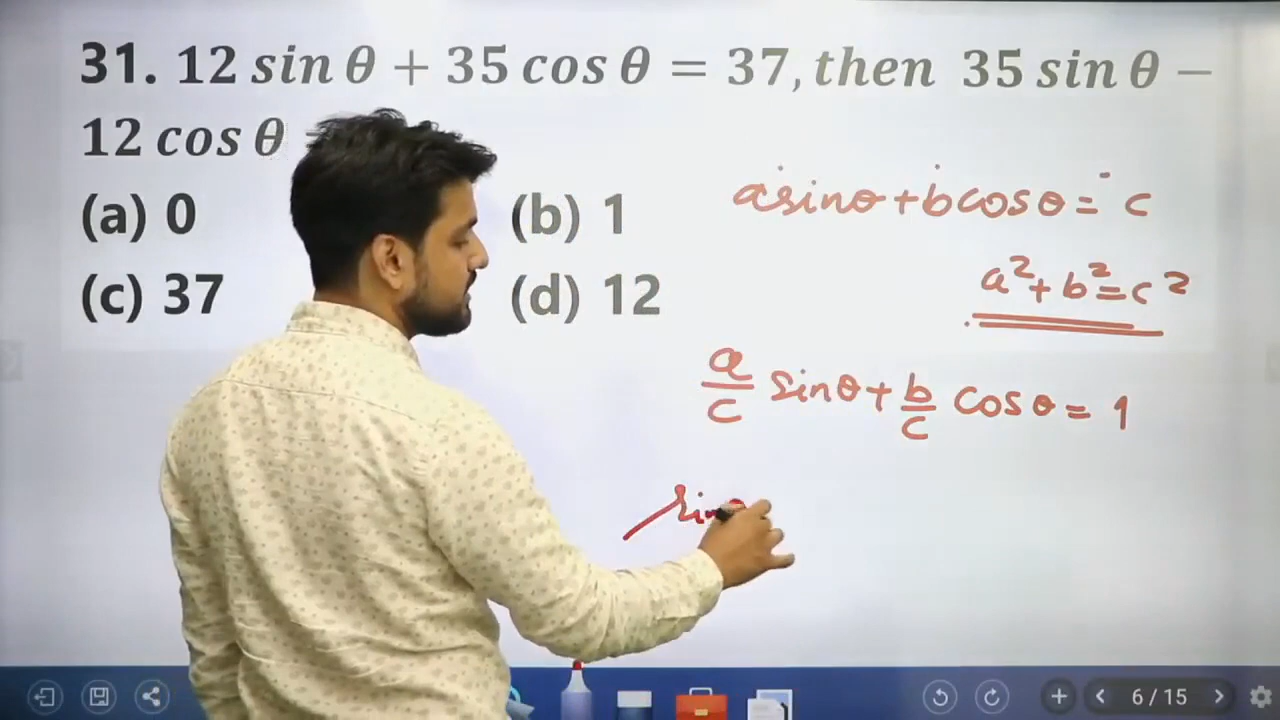 31. 12 sin θ + 35 cos θ = 37, then 35 sin θ −
12 cos θ
(a) 0
(b) 1
(c) 37
(d) 12
a sinθ + b cosθ = c
a² + b² = c²
a/c sinθ + b/c cosθ = 1
sin
6 / 15